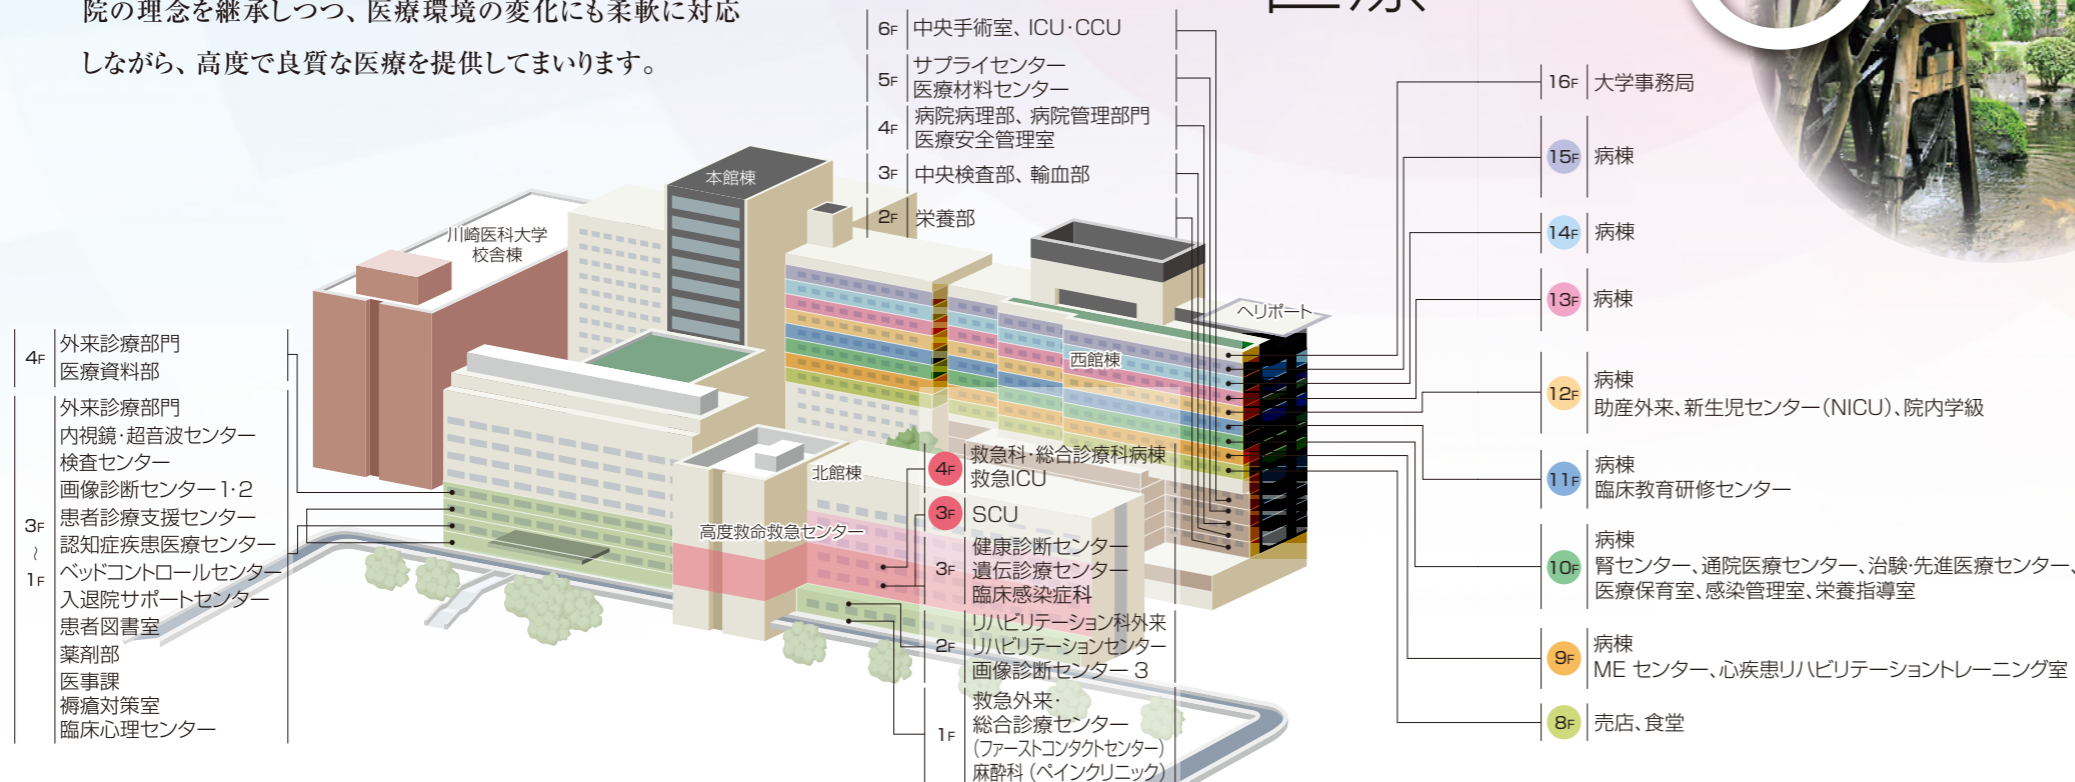 院の理念を継承しつつ、医療環境の変化にも柔軟に対応
しながら、高度で良質な医療を提供してまいります。
6F 中央手術室、ICU・CCU
5F サプライセンター
医療材料センター
4F 病院病理部、病院管理部門
医療安全管理室
3F 中央検査部、輸血部
2F 栄養部
本館棟
川崎医科大学
校舎棟
ヘリポート
西館棟
北館棟
高度救命救急センター
4F 外来診療部門
医療資料部
3F〜1F
外来診療部門
内視鏡・超音波センター
検査センター
画像診断センター1・2
患者診療支援センター
認知症疾患医療センター
ベッドコントロールセンター
入退院サポートセンター
患者図書室
薬剤部
医事課
褥瘡対策室
臨床心理センター
4F 救急科・総合診療科病棟
救急ICU
3F SCU
3F 健康診断センター
遺伝診療センター
臨床感染症科
2F リハビリテーション科外来
リハビリテーションセンター
画像診断センター 3
1F 救急外来・
総合診療センター
（ファーストコンタクトセンター）
麻酔科（ペインクリニック）
16F 大学事務局
15F 病棟
14F 病棟
13F 病棟
12F 病棟
助産外来、新生児センター（NICU）、院内学級
11F 病棟
臨床教育研修センター
10F 病棟
腎センター、通院医療センター、治験・先進医療センター、
医療保育室、感染管理室、栄養指導室
9F 病棟
ME センター、心疾患リハビリテーショントレーニング室
8F 売店、食堂